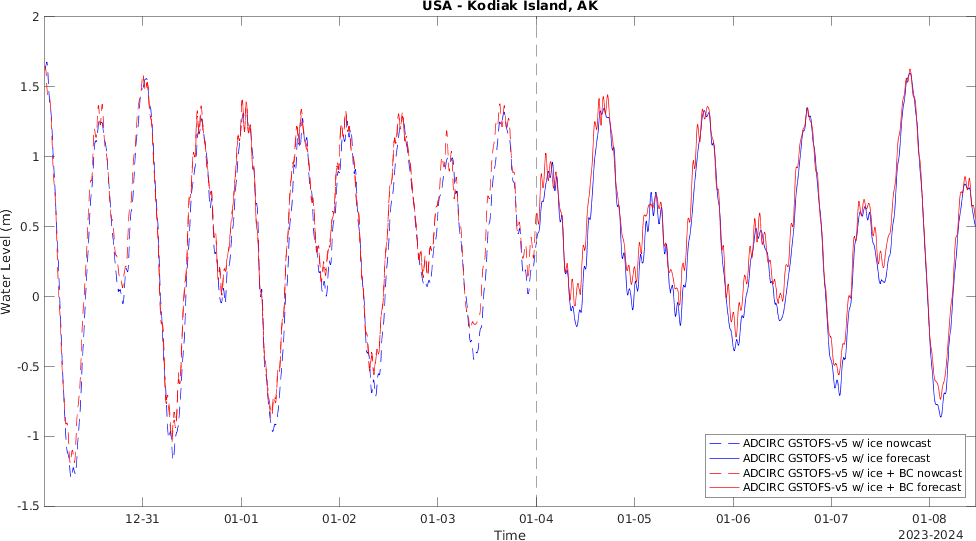 USA - Kodiak Island, AK
2
1.5
1
0.5
0
-0.5
-1
-1.5
Water Level (m)
12-31
01-01
01-02
01-03
01-04
01-05
01-06
01-07
01-08
Time
2023-2024
ADCIRC GSTOFS-v5 w/ ice nowcast
ADCIRC GSTOFS-v5 w/ ice forecast
ADCIRC GSTOFS-v5 w/ ice + BC nowcast
ADCIRC GSTOFS-v5 w/ ice + BC forecast